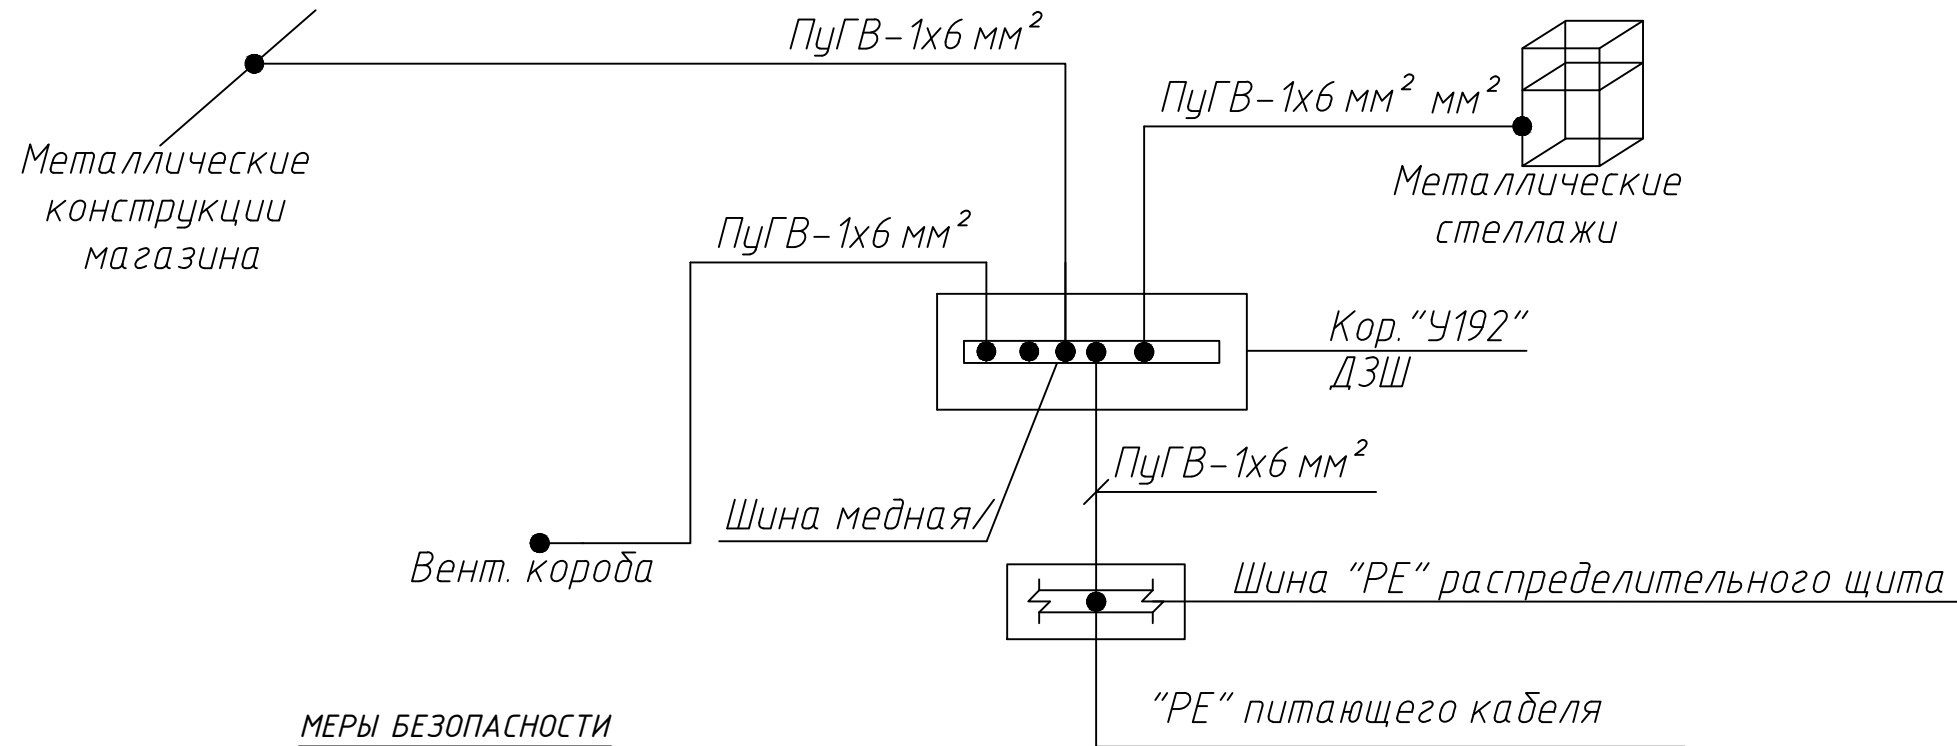 ПуГВ-1х6 мм²
ПуГВ-1х6 мм² мм²
Металлические
конструкции
магазина
Металлические
стеллажи
ПуГВ-1х6 мм²
Кор."У192"
ДЗШ
ПуГВ-1х6 мм²
Шина медная/
Вент. короба
Шина "РЕ" распределительного щита
"РЕ" питающего кабеля
МЕРЫ БЕЗОПАСНОСТИ